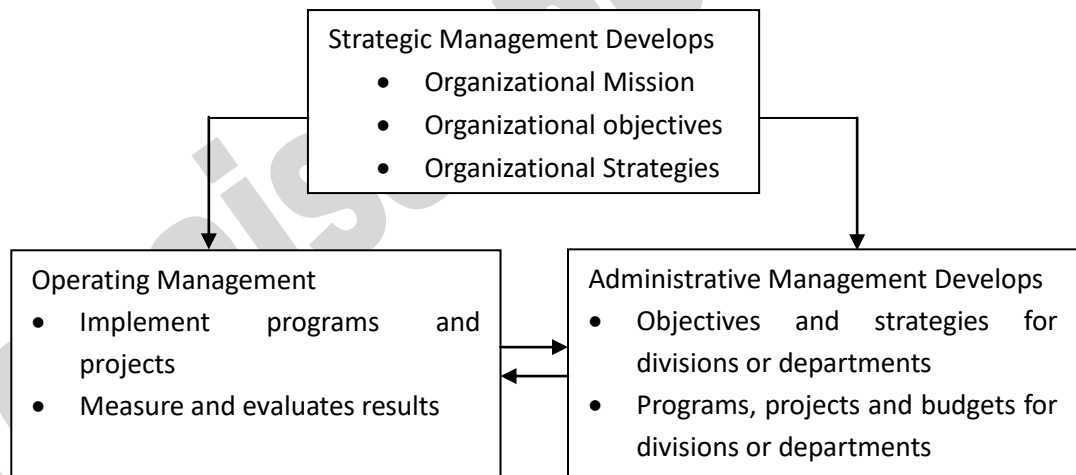 Strategic Management Develops
• Organizational Mission
• Organizational objectives
• Organizational Strategies
Operating Management
• Implement programs and
projects
• Measure and evaluates results
Administrative Management Develops
• Objectives and strategies for
divisions or departments
• Programs, projects and budgets for
divisions or departments